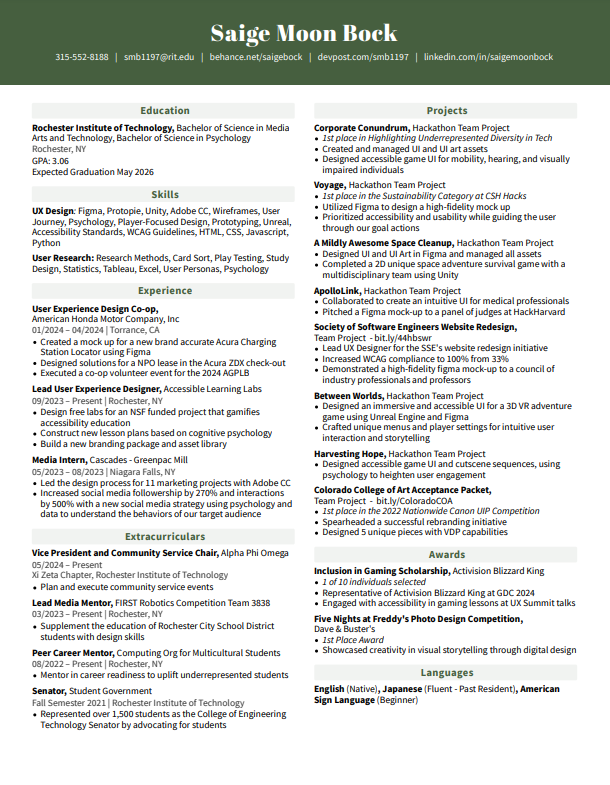 Saige Moon Bock
315-552-8188 | smb1197@rit.edu | behance.net/saigebock | devpost.com/smb1197 | linkedin.com/in/saigemoonbock
Education
Rochester Institute of Technology, Bachelor of Science in Media
Arts and Technology, Bachelor of Science in Psychology
Rochester, NY
GPA: 3.06
Expected Graduation May 2026
Skills
UX Design: Figma, Protopie, Unity, Adobe CC, Wireframes, User
Journey, Psychology, Player-Focused Design, Prototyping, Unreal,
Accessibility Standards, WCAG Guidelines, HTML, CSS, Javascript,
Python
User Research: Research Methods, Card Sort, Play Testing, Study
Design, Statistics, Tableau, Excel, User Personas, Psychology
Experience
User Experience Design Co-op,
American Honda Motor Company, Inc
01/2024 – 04/2024 | Torrance, CA
• Created a mock up for a new brand accurate Acura Charging
Station Locator using Figma
• Designed solutions for a NPO lease in the Acura ZDX check-out
• Executed a co-op volunteer event for the 2024 AGPLB
Lead User Experience Designer, Accessible Learning Labs
09/2023 – Present | Rochester, NY
• Design free labs for an NSF funded project that gamifies
accessibility education
• Construct new lesson plans based on cognitive psychology
• Build a new branding package and asset library
Media Intern, Cascades - Greenpac Mill
05/2023 – 08/2023 | Niagara Falls, NY
• Led the design process for 11 marketing projects with Adobe CC
• Increased social media followership by 270% and interactions
by 500% with a new social media strategy using psychology and
data to understand the behaviors of our target audience
Extracurriculars
Vice President and Community Service Chair, Alpha Phi Omega
05/2024 – Present
Xi Zeta Chapter, Rochester Institute of Technology
• Plan and execute community service events
Lead Media Mentor, FIRST Robotics Competition Team 3838
03/2023 – Present | Rochester, NY
• Supplement the education of Rochester City School District
students with design skills
Peer Career Mentor, Computing Org for Multicultural Students
08/2022 – Present | Rochester, NY
• Mentor in career readiness to uplift underrepresented students
Senator, Student Government
Fall Semester 2021 | Rochester Institute of Technology
• Represented over 1,500 students as the College of Engineering
Technology Senator by advocating for students
Projects
Corporate Conundrum, Hackathon Team Project
• 1st place in Highlighting Underrepresented Diversity in Tech
• Created and managed UI and UI art assets
• Designed accessible game UI for mobility, hearing, and visually
impaired individuals
Voyage, Hackathon Team Project
• 1st place in the Sustainability Category at CSH Hacks
• Utilized Figma to design a high-fidelity mock up
• Prioritized accessibility and usability while guiding the user
through our goal actions
A Mildly Awesome Space Cleanup, Hackathon Team Project
• Designed UI and UI Art in Figma and managed all assets
• Completed a 2D unique space adventure survival game with a
multidisciplinary team using Unity
ApolloLink, Hackathon Team Project
• Collaborated to create an intuitive UI for medical professionals
• Pitched a Figma mock-up to a panel of judges at HackHarvard
Society of Software Engineers Website Redesign,
Team Project - bit.ly/44hbswr
• Lead UX Designer for the SSE's website redesign initiative
• Increased WCAG compliance to 100% from 33%
• Demonstrated a high-fidelity figma mock-up to a council of
industry professionals and professors
Between Worlds, Hackathon Team Project
• Designed an immersive and accessible UI for a 3D VR adventure
game using Unreal Engine and Figma
• Crafted unique menus and player settings for intuitive user
interaction and storytelling
Harvesting Hope, Hackathon Team Project
• Designed accessible game UI and cutscene sequences, using
psychology to heighten user engagement
Colorado College of Art Acceptance Packet,
Team Project - bit.ly/ColoradoCOA
• 1st place in the 2022 Nationwide Canon UIP Competition
• Spearheaded a successful rebranding initiative
• Designed 5 unique pieces with VDP capabilities
Awards
Inclusion in Gaming Scholarship, Activision Blizzard King
• 1 of 10 individuals selected
• Representative of Activision Blizzard King at GDC 2024
• Engaged with accessibility in gaming lessons at UX Summit talks
Five Nights at Freddy's Photo Design Competition,
Dave & Buster's
• 1st Place Award
• Showcased creativity in visual storytelling through digital design
Languages
English (Native), Japanese (Fluent - Past Resident), American
Sign Language (Beginner)